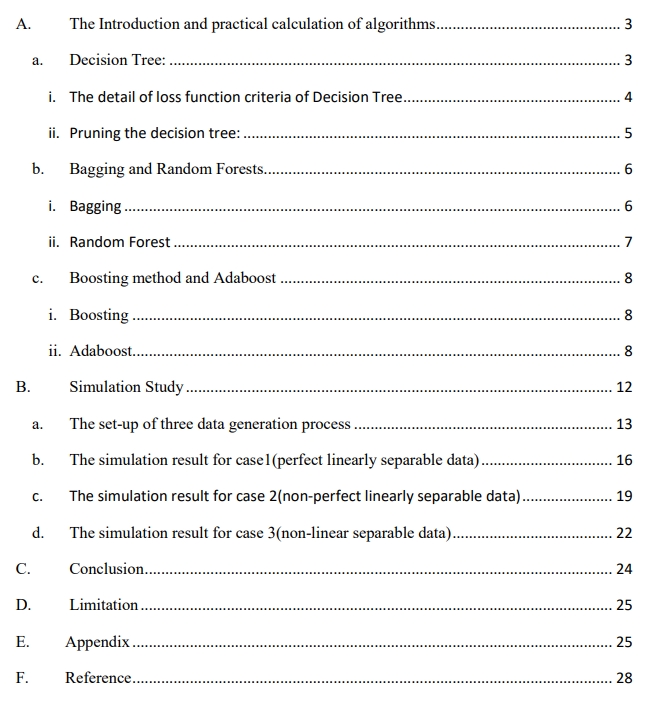 A. The Introduction and practical calculation of algorithms.......................................... 3
a. Decision Tree: .......................................................................................................... 3
i. The detail of loss function criteria of Decision Tree.................................................. 4
ii. Pruning the decision tree: ........................................................................................ 5
b. Bagging and Random Forests.................................................................................. 6
i. Bagging .................................................................................................................... 6
ii. Random Forest ........................................................................................................ 7
c. Boosting method and Adaboost ............................................................................... 8
i. Boosting ................................................................................................................... 8
ii. Adaboost.................................................................................................................. 8
B. Simulation Study .................................................................................................... 12
a. The set-up of three data generation process ............................................................ 13
b. The simulation result for case1(perfect linearly separable data)............................... 16
c. The simulation result for case 2(non-perfect linearly separable data)...................... 19
d. The simulation result for case 3(non-linear separable data)..................................... 22
C. Conclusion.............................................................................................................. 24
D. Limitation ............................................................................................................... 25
E. Appendix ................................................................................................................ 25
F. Reference................................................................................................................ 28